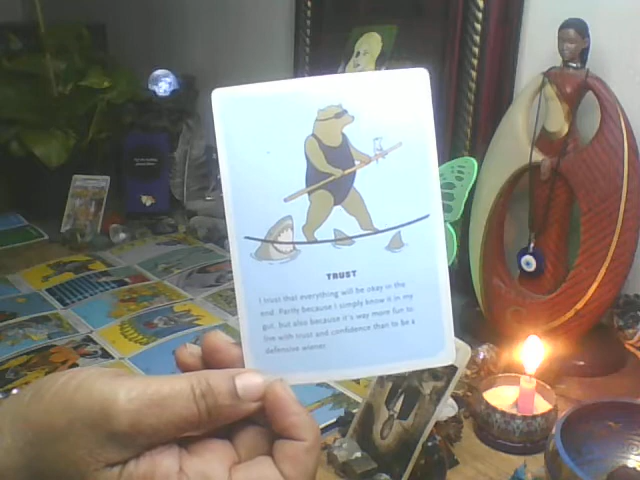 TRUST
I trust that everything will be okay in the
end. Partly because I simply know it in my
gut, but also because it's way more fun to
live with trust and confidence than to be a
defensive wiener.